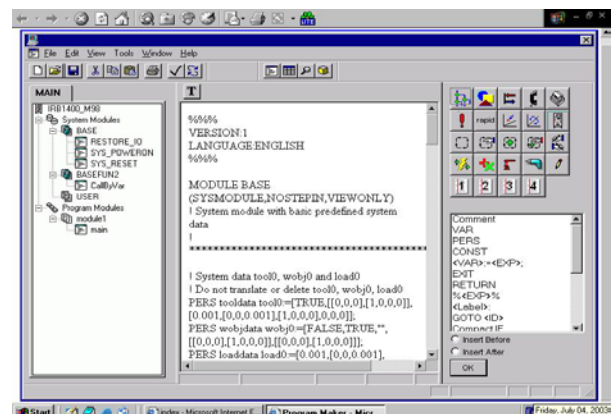 File Edit View Tools Window Help
MAIN
T
IRB1400_M98
System Modules
BASE
RESTORE_IO
SYS_POWERON
SYS_RESET
BASEFUN2
CallByVar
USER
Program Modules
module1
main
%%%%
VERSION:1
LANGUAGE:ENGLISH
%%%%
MODULE BASE
(SYSMODULE,NOSTEPIN,VIEWONLY)
! System module with basic predefined system
data
!
! System data tool0, wobj0 and load0
! Do not translate or delete tool0, wobj0, load0
PERS tooldata tool0:=[TRUE,[[0,0,0],[1,0,0,0]],
[0.001,[0,0,0.001],[1,0,0,0],0,0,0]];
PERS wobjdata wobj0:=[FALSE,TRUE,"",
[[0,0,0],[1,0,0,0]],[[0,0,0],[1,0,0,0]]];
PERS loaddata load0:=[0.001,[0,0,0.001],
rapid
1 2 3 4
Comment
VAR
PERS
CONST
<VAR>:=<EXP>;
EXIT
RETURN
%<EXP>%
<Label>:
GOTO <ID>
Compact IF
Insert Before
Insert After
OK
Start
index - Microsoft Internet E...
Program Maker - Micr...
Friday, July 04, 2003